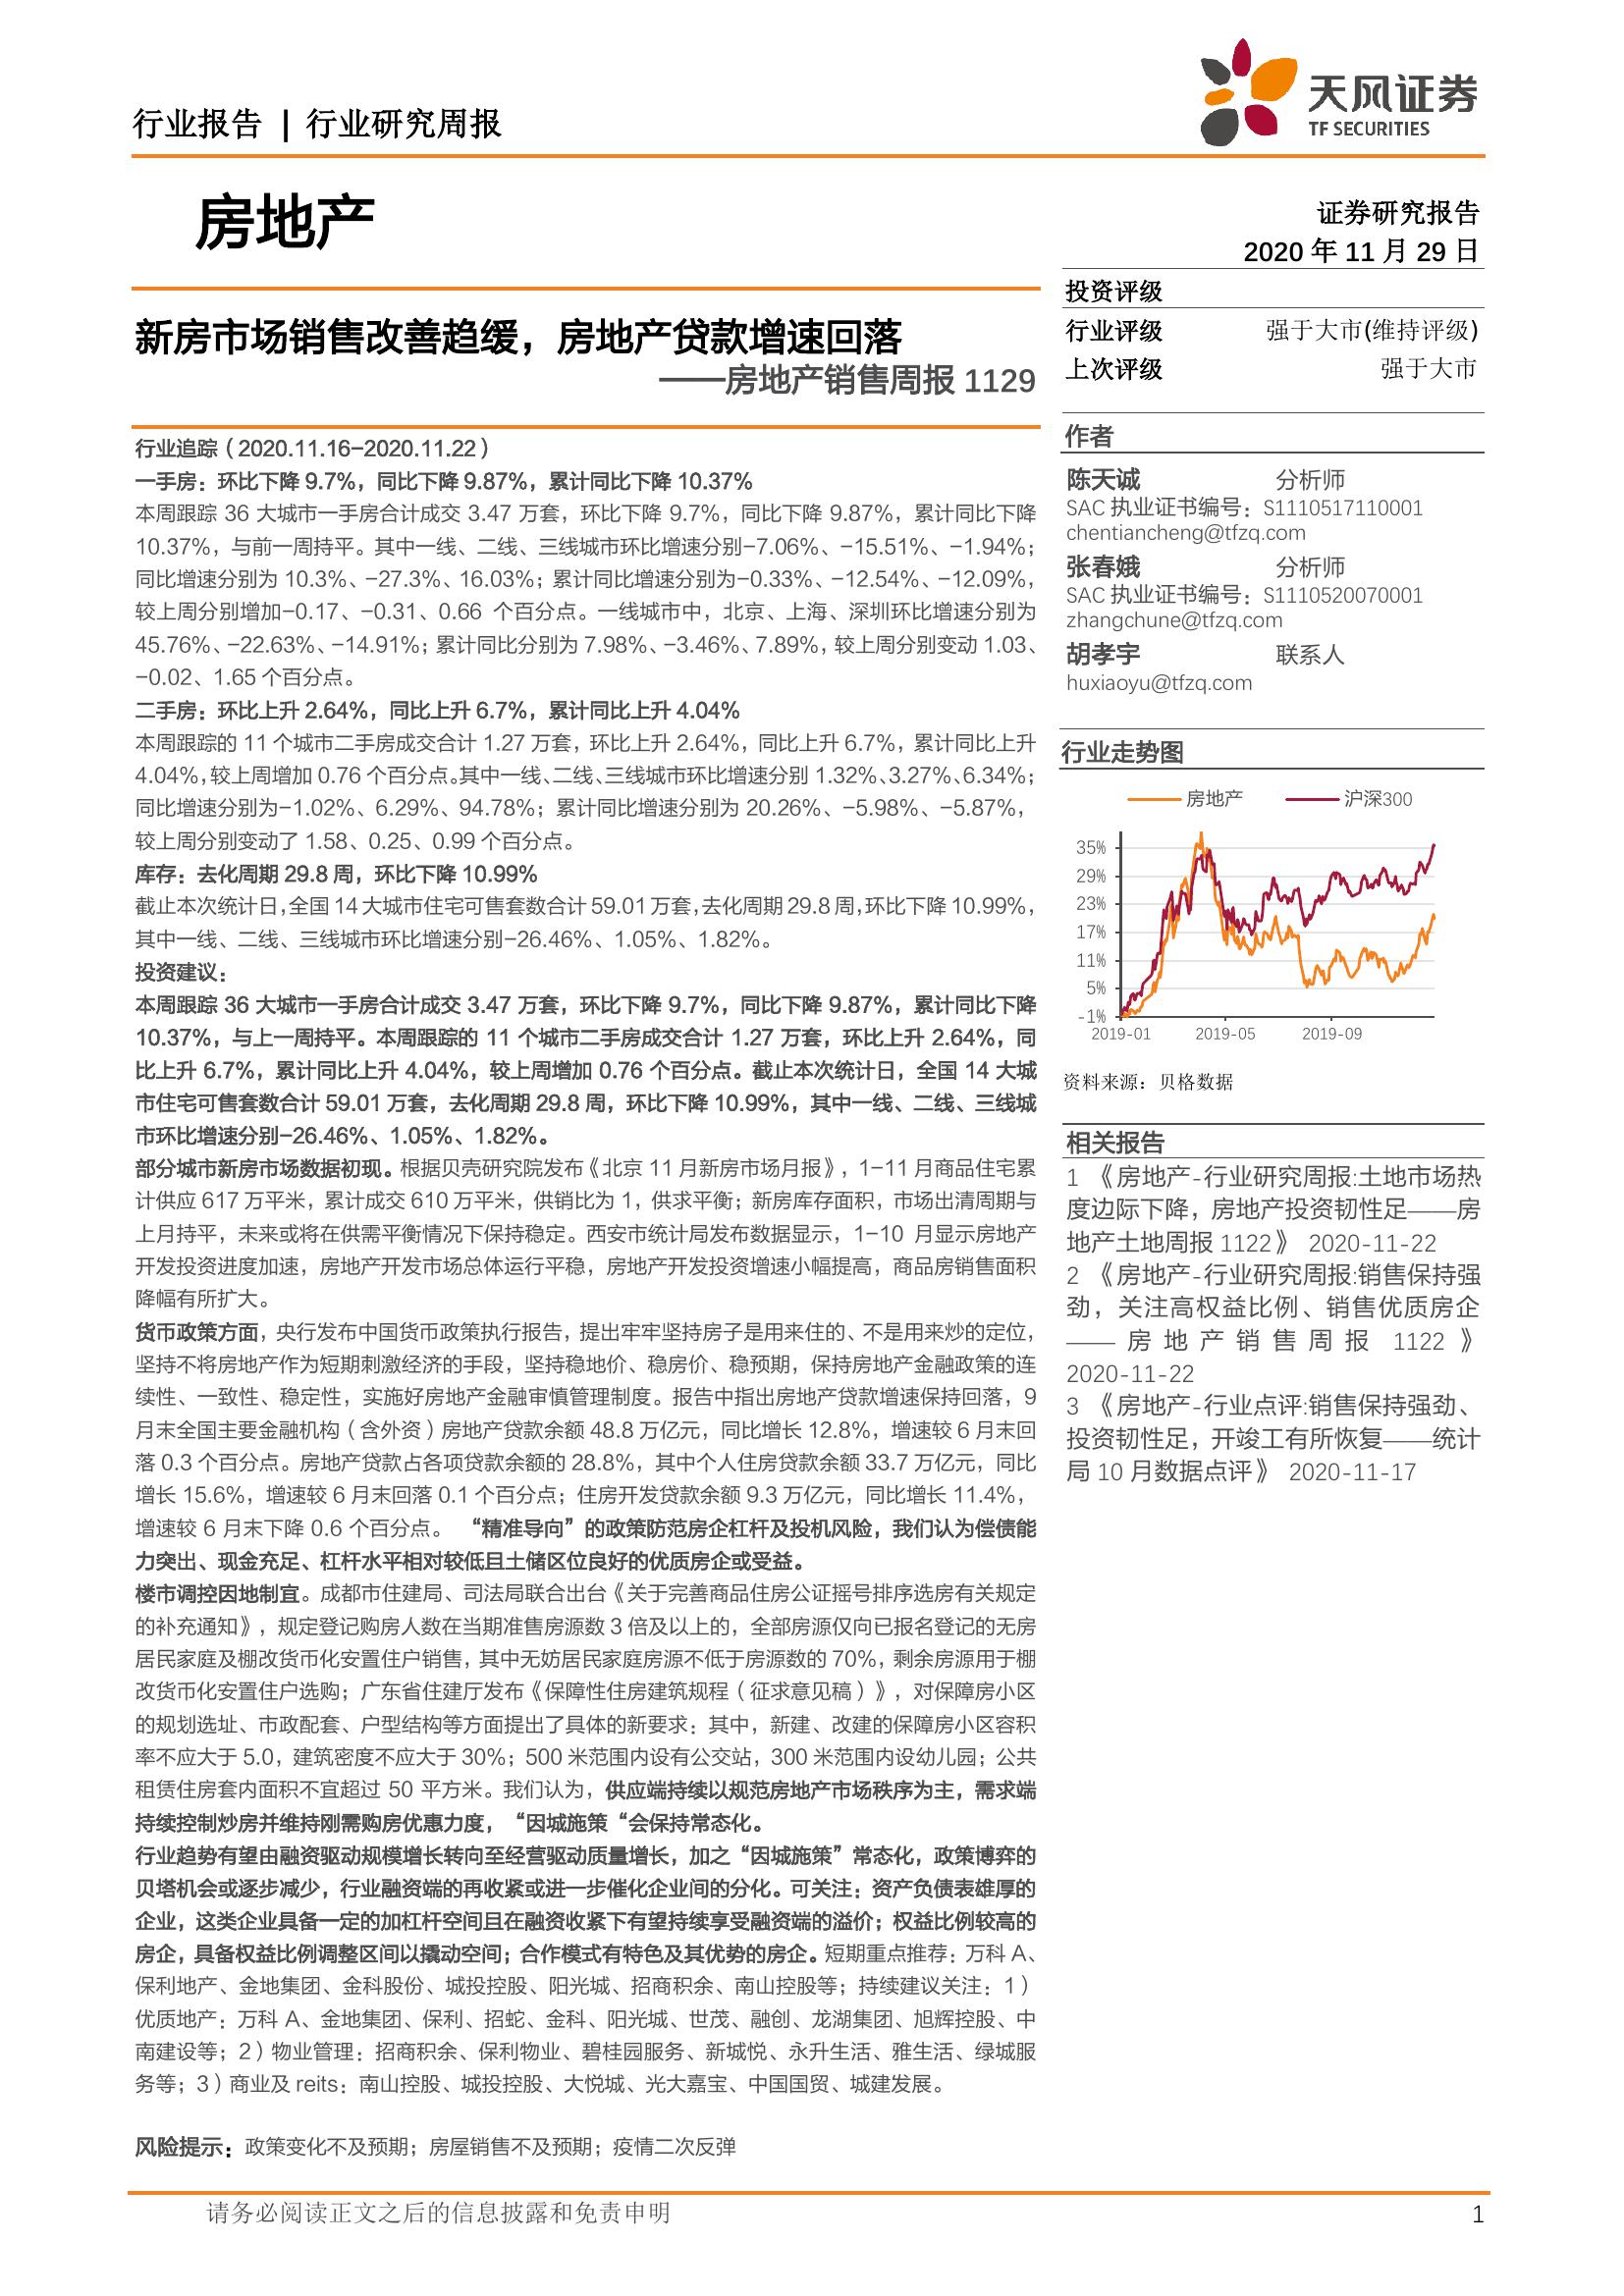 行业报告 | 行业研究周报
天风证券
TF SECURITIES
房地产
证券研究报告
2020 年 11 月 29 日
新房市场销售改善趋缓，房地产贷款增速回落
——房地产销售周报 1129
行业追踪（2020.11.16-2020.11.22）
一手房：环比下降 9.7%，同比下降 9.87%，累计同比下降 10.37%
本周跟踪 36 大城市一手房合计成交 3.47 万套，环比下降 9.7%，同比下降 9.87%，累计同比下降
10.37%，与前一周持平。其中一线、二线、三线城市环比增速分别-7.06%、-15.51%、-1.94%；
同比增速分别为 10.3%、-27.3%、16.03%；累计同比增速分别为-0.33%、-12.54%、-12.09%，
较上周分别增加-0.17、-0.31、0.66 个百分点。一线城市中，北京、上海、深圳环比增速分别为
45.76%、-22.63%、-14.91%；累计同比分别为 7.98%、-3.46%、7.89%，较上周分别变动 1.03、
-0.02、1.65 个百分点。
二手房：环比上升 2.64%，同比上升 6.7%，累计同比上升 4.04%
本周跟踪的 11 个城市二手房成交合计 1.27 万套，环比上升 2.64%，同比上升 6.7%，累计同比上升
4.04%，较上周增加 0.76 个百分点。其中一线、二线、三线城市环比增速分别 1.32%、3.27%、6.34%；
同比增速分别为-1.02%、6.29%、94.78%；累计同比增速分别为 20.26%、-5.98%、-5.87%，
较上周分别变动了 1.58、0.25、0.99 个百分点。
库存：去化周期 29.8 周，环比下降 10.99%
截止本次统计日，全国 14 大城市住宅可售套数合计 59.01 万套，去化周期 29.8 周，环比下降 10.99%，
其中一线、二线、三线城市环比增速分别-26.46%、1.05%、1.82%。
投资建议：
本周跟踪 36 大城市一手房合计成交 3.47 万套，环比下降 9.7%，同比下降 9.87%，累计同比下降
10.37%，与上一周持平。本周跟踪的 11 个城市二手房成交合计 1.27 万套，环比上升 2.64%，同
比上升 6.7%，累计同比上升 4.04%，较上周增加 0.76 个百分点。截止本次统计日，全国 14 大城
市住宅可售套数合计 59.01 万套，去化周期 29.8 周，环比下降 10.99%，其中一线、二线、三线城
市环比增速分别-26.46%、1.05%、1.82%。
部分城市新房市场数据初现。根据贝壳研究院发布《北京 11 月新房市场月报》，1-11 月商品住宅累
计供应 617 万平米，累计成交 610 万平米，供销比为 1，供求平衡；新房库存面积，市场出清周期与
上月持平，未来或将在供需平衡情况下保持稳定。西安市统计局发布数据显示，1-10 月显示房地产
开发投资进度加速，房地产开发市场总体运行平稳，房地产开发投资增速小幅提高，商品房销售面积
降幅有所扩大。
货币政策方面，央行发布中国货币政策执行报告，提出牢牢坚持房子是用来住的、不是用来炒的定位，
坚持不将房地产作为短期刺激经济的手段，坚持稳地价、稳房价、稳预期，保持房地产金融政策的连
续性、一致性、稳定性，实施好房地产金融审慎管理制度。报告中指出房地产贷款增速保持回落，9
月末全国主要金融机构（含外资）房地产贷款余额 48.8 万亿元，同比增长 12.8%，增速较 6 月末回
落 0.3 个百分点。房地产贷款占各项贷款余额的 28.8%，其中个人住房贷款余额 33.7 万亿元，同比
增长 15.6%，增速较 6 月末回落 0.1 个百分点；住房开发贷款余额 9.3 万亿元，同比增长 11.4%，
增速较 6 月末下降 0.6 个百分点。 “精准导向”的政策防范房企杠杆及投机风险，我们认为偿债能
力突出、现金充足、杠杆水平相对较低且土储区位良好的优质房企或受益。
楼市调控因地制宜。成都市住建局、司法局联合出台《关于完善商品住房公证摇号排序选房有关规定
的补充通知》，规定登记购房人数在当期准售房源数 3 倍及以上的，全部房源仅向已报名登记的无房
居民家庭及棚改货币化安置住户销售，其中无妨居民家庭房源不低于房源数的 70%，剩余房源用于棚
改货币化安置住户选购；广东省住建厅发布《保障性住房建筑规程（征求意见稿）》，对保障房小区
的规划选址、市政配套、户型结构等方面提出了具体的新要求：其中，新建、改建的保障房小区容积
率不应大于 5.0，建筑密度不应大于 30%；500 米范围内设有公交站，300 米范围内设幼儿园；公共
租赁住房套内面积不宜超过 50 平方米。我们认为，供应端持续以规范房地产市场秩序为主，需求端
持续控制炒房并维持刚需购房优惠力度，“因城施策“会保持常态化。
行业趋势有望由融资驱动规模增长转向至经营驱动质量增长，加之“因城施策”常态化，政策博弈的
贝塔机会或逐步减少，行业融资端的再收紧或进一步催化企业间的分化。可关注：资产负债表雄厚的
企业，这类企业具备一定的加杠杆空间且在融资收紧下有望持续享受融资端的溢价；权益比例较高的
房企，具备权益比例调整区间以撬动空间；合作模式有特色及其优势的房企。短期重点推荐：万科 A、
保利地产、金地集团、金科股份、城投控股、阳光城、招商积余、南山控股等；持续建议关注：1）
优质地产：万科 A、金地集团、保利、招蛇、金科、阳光城、世茂、融创、龙湖集团、旭辉控股、中
南建设等；2）物业管理：招商积余、保利物业、碧桂园服务、新城悦、永升生活、雅生活、绿城服
务等；3）商业及 reits：南山控股、城投控股、大悦城、光大嘉宝、中国国贸、城建发展。
风险提示：政策变化不及预期；房屋销售不及预期；疫情二次反弹
投资评级
行业评级 强于大市(维持评级)
上次评级 强于大市
作者
陈天诚 分析师
SAC 执业证书编号：S1110517110001
chentiancheng@tfzq.com
张春娥 分析师
SAC 执业证书编号：S1110520070001
zhangchune@tfzq.com
胡孝宇 联系人
huxiaoyu@tfzq.com
行业走势图
房地产 沪深300
35%
29%
23%
17%
11%
5%
-1%
2019-01 2019-05 2019-09
资料来源：贝格数据
相关报告
1 《房地产-行业研究周报:土地市场热
度边际下降，房地产投资韧性足——房
地产土地周报 1122》 2020-11-22
2 《房地产-行业研究周报:销售保持强
劲，关注高权益比例、销售优质房企
——房地产销售周报 1122》
2020-11-22
3 《房地产-行业点评:销售保持强劲、
投资韧性足，开竣工有所恢复——统计
局 10 月数据点评》 2020-11-17
请务必阅读正文之后的信息披露和免责申明 1